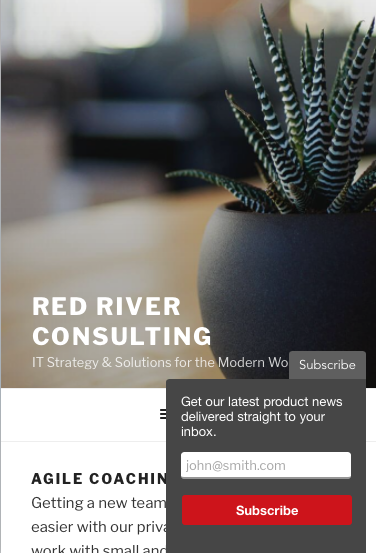 RED RIVER
CONSULTING
IT Strategy & Solutions for the Modern Wo
Subscribe
Get our latest product news
delivered straight to your
inbox.
john@smith.com
Subscribe
AGILE COACHIN
Getting a new team
easier with our priva
work with small and